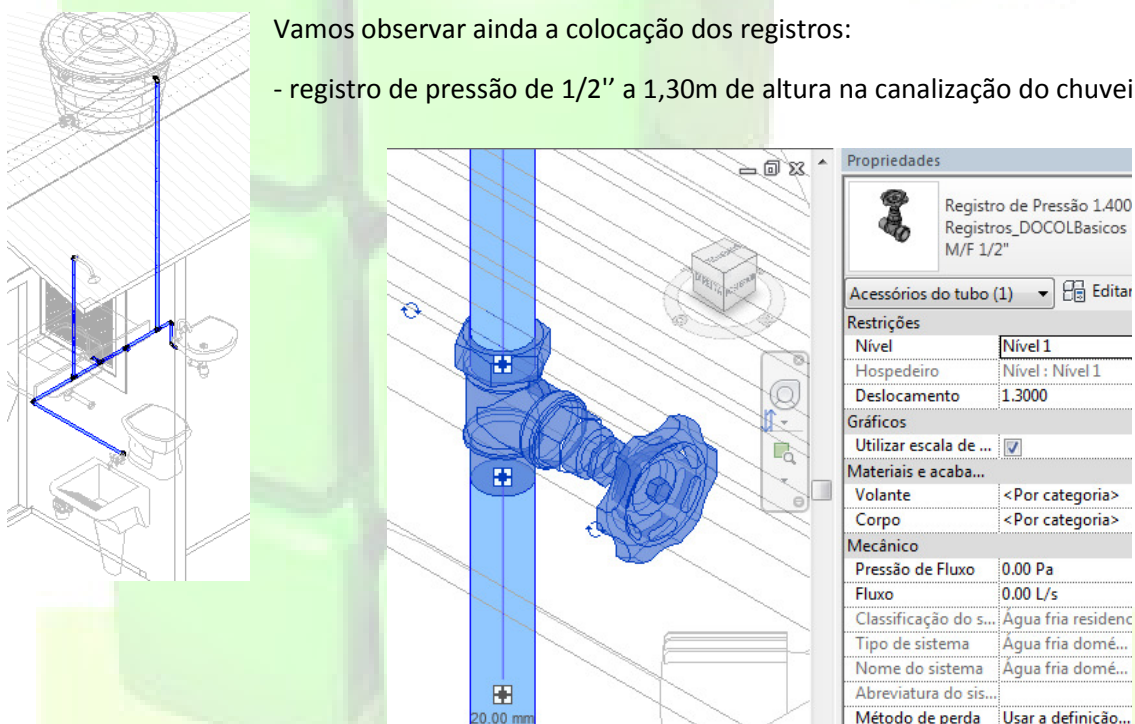 Vamos observar ainda a colocação dos registros:
- registro de pressão de 1/2'' a 1,30m de altura na canalização do chuvei
Propriedades
Registro de Pressão 1.400
Registros_DOCOLBasicos
M/F 1/2"
Acessórios do tubo (1) Editar
Restrições
Nível Nível 1
Hospedeiro Nível : Nível 1
Deslocamento 1.3000
Gráficos
Utilizar escala de ...
Materiais e acaba...
Volante <Por categoria>
Corpo <Por categoria>
Mecânico
Pressão de Fluxo 0.00 Pa
Fluxo 0.00 L/s
Classificação do s... Água fria residenc
Tipo de sistema Água fria domé...
Nome do sistema Água fria domé...
Abreviatura do sis...
Método de perda Usar a definição...
20.00 mm